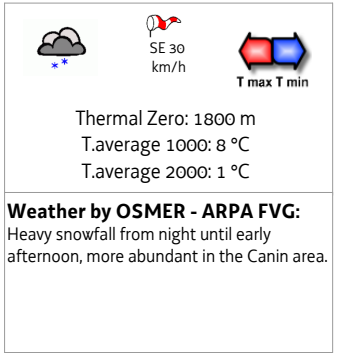 SE 30
km/h
T max T min
Thermal Zero: 1800 m
T.average 1000: 8 °C
T.average 2000: 1 °C
Weather by OSMER - ARPA FVG:
Heavy snowfall from night until early
afternoon, more abundant in the Canin area.